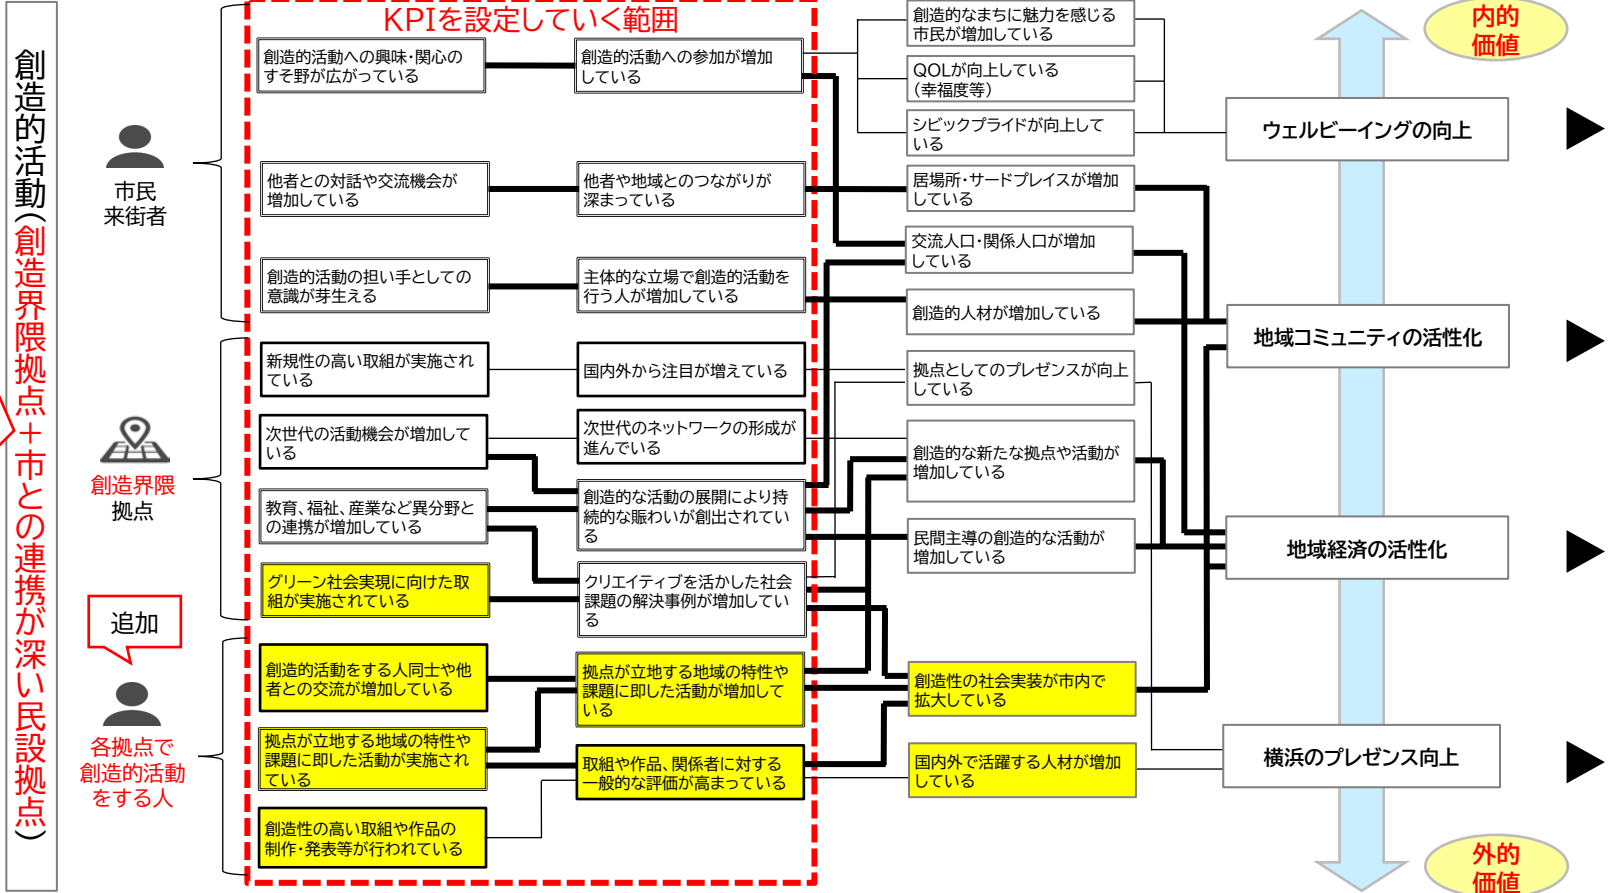 創造的活動（創造界隈拠点＋市との連携が深い民設拠点）
KPIを設定していく範囲
市民
来街者
創造界隈
拠点
追加
各拠点で
創造的活動
をする人
創造的活動への興味・関心の
すそ野が広がっている
他者との対話や交流機会が
増加している
創造的活動の担い手としての
意識が芽生える
新規性の高い取組が実施され
ている
次世代の活動機会が増加して
いる
教育、福祉、産業など異分野と
の連携が増加している
グリーン社会実現に向けた取
組が実施されている
創造的活動をする人同士や他
者との交流が増加している
拠点が立地する地域の特性や
課題に即した活動が実施され
ている
創造性の高い取組や作品の
制作・発表等が行われている
創造的活動への参加が増加
している
他者や地域とのつながりが
深まっている
主体的な立場で創造的活動を
行う人が増加している
国内外から注目が増えている
次世代のネットワークの形成が
進んでいる
創造的な活動の展開により持
続的な賑わいが創出されてい
る
クリエイティブを活かした社会
課題の解決事例が増加してい
る
拠点が立地する地域の特性や
課題に即した活動が増加して
いる
取組や作品、関係者に対する
一般的な評価が高まっている
創造的なまちに魅力を感じる
市民が増加している
QOLが向上している
（幸福度等）
シビックプライドが向上して
いる
居場所・サードプレイスが増加
している
交流人口・関係人口が増加
している
創造的人材が増加している
拠点としてのプレゼンスが向上
している
創造的な新たな拠点や活動が
増加している
民間主導の創造的な活動が
増加している
創造性の社会実装が市内で
拡大している
国内外で活躍する人材が増加
している
内的
価値
ウェルビーイングの向上
地域コミュニティの活性化
地域経済の活性化
横浜のプレゼンス向上
外的
価値